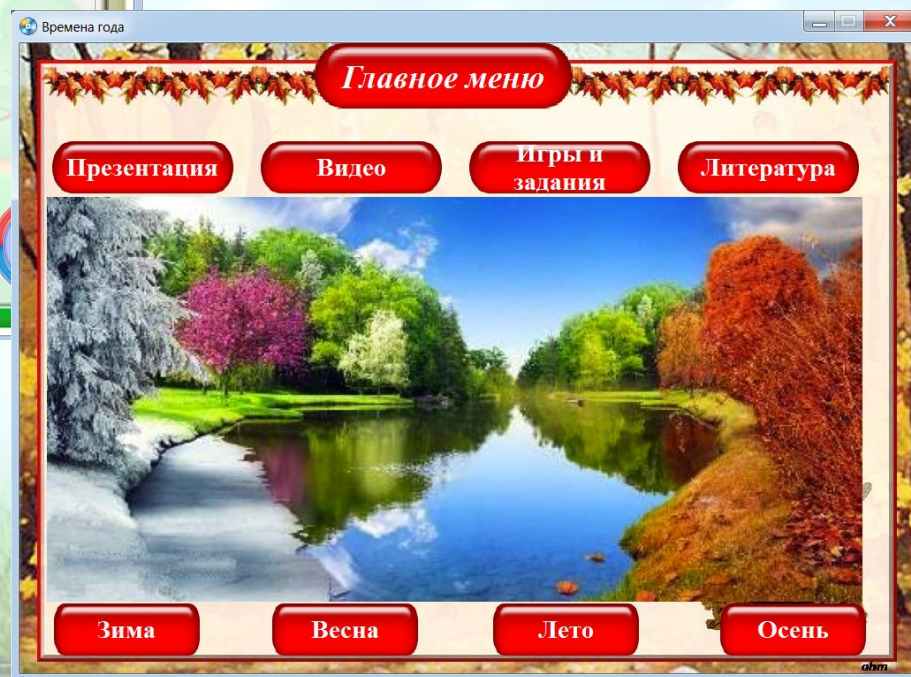 Времена года
Главное меню
Презентация
Видео
Игры и
задания
Литература
Зима
Весна
Лето
Осень